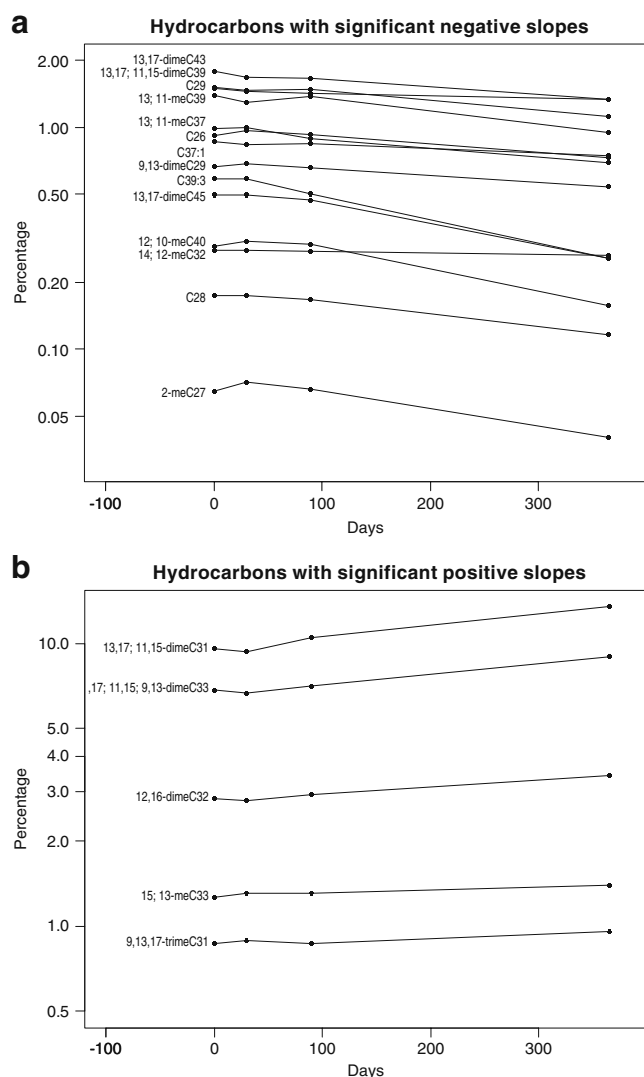 a
Hydrocarbons with significant negative slopes
2.00
1.00
0.50
0.20
0.10
0.05
Percentage
13,17-dimeC43
13,17; 11,15-dimeC39
C29
13; 11-meC39
13; 11-meC37
C26
C37:1
9,13-dimeC29
C39:3
13,17-dimeC45
12; 10-meC40
14; 12-meC32
C28
2-meC27
-100 0 100 200 300
Days
b
Hydrocarbons with significant positive slopes
10.0
5.0
4.0
3.0
2.0
1.0
0.5
Percentage
13,17; 11,15-dimeC31
,17; 11,15; 9,13-dimeC33
12,16-dimeC32
15; 13-meC33
9,13,17-trimeC31
-100 0 100 200 300
Days